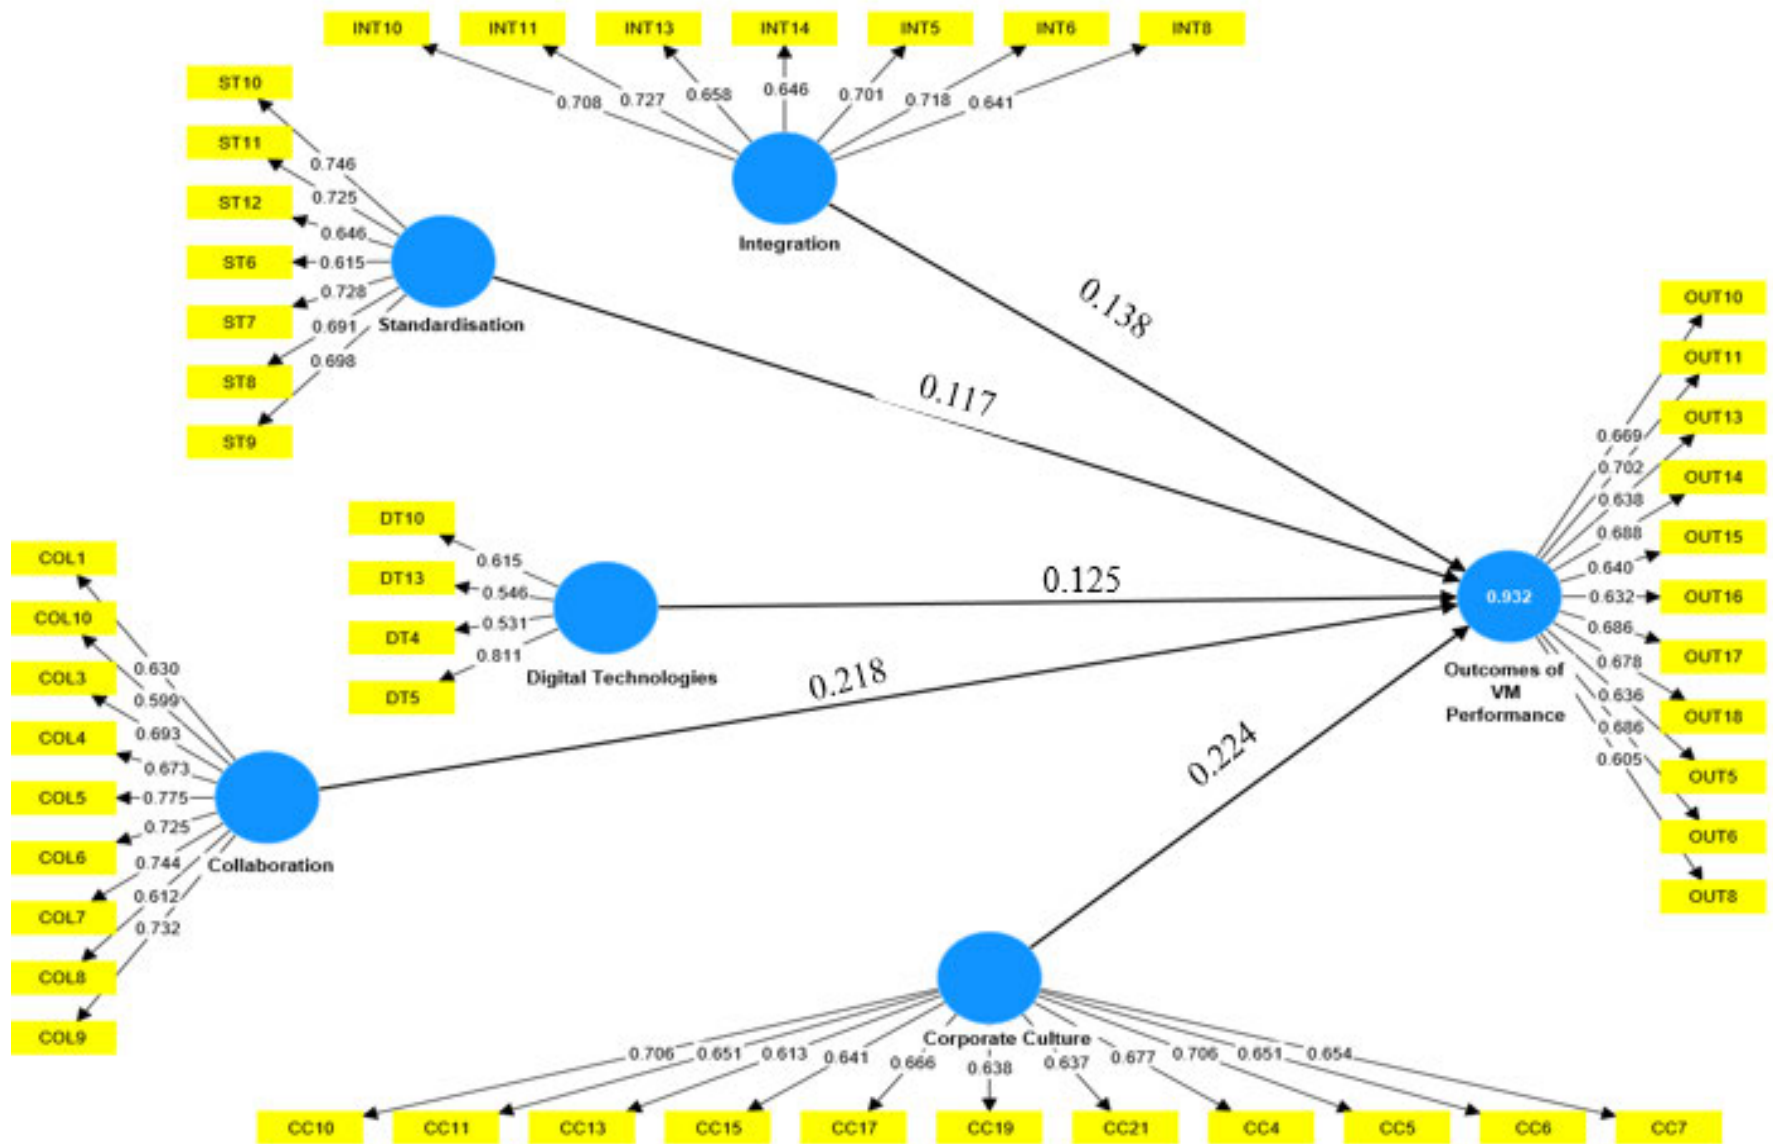 INT10 INT11 INT13 INT14 INT5 INT6 INT8
0.708 0.727 0.658 0.646 0.701 0.718 0.641
Integration
ST10
ST11
ST12
ST6
ST7
ST8
ST9
0.746
0.725
0.646
0.615
0.728
0.691
0.698
Standardisation
0.138
0.117
DT10
DT13
DT4
DT5
0.615
0.546
0.531
0.811
Digital Technologies
0.125
COL1
COL10
COL3
COL4
COL5
COL6
COL7
COL8
COL9
0.630
0.599
0.693
0.673
0.775
0.725
0.744
0.612
0.732
Collaboration
0.218
0.224
0.932
Outcomes of
VM
Performance
0.669
0.702
0.638
0.688
0.640
0.632
0.686
0.678
0.636
0.686
0.605
OUT10
OUT11
OUT13
OUT14
OUT15
OUT16
OUT17
OUT18
OUT5
OUT6
OUT8
Corporate Culture
0.706 0.651 0.613 0.641 0.666 0.638 0.637 0.677 0.706 0.651 0.654
CC10 CC11 CC13 CC15 CC17 CC19 CC21 CC4 CC5 CC6 CC7